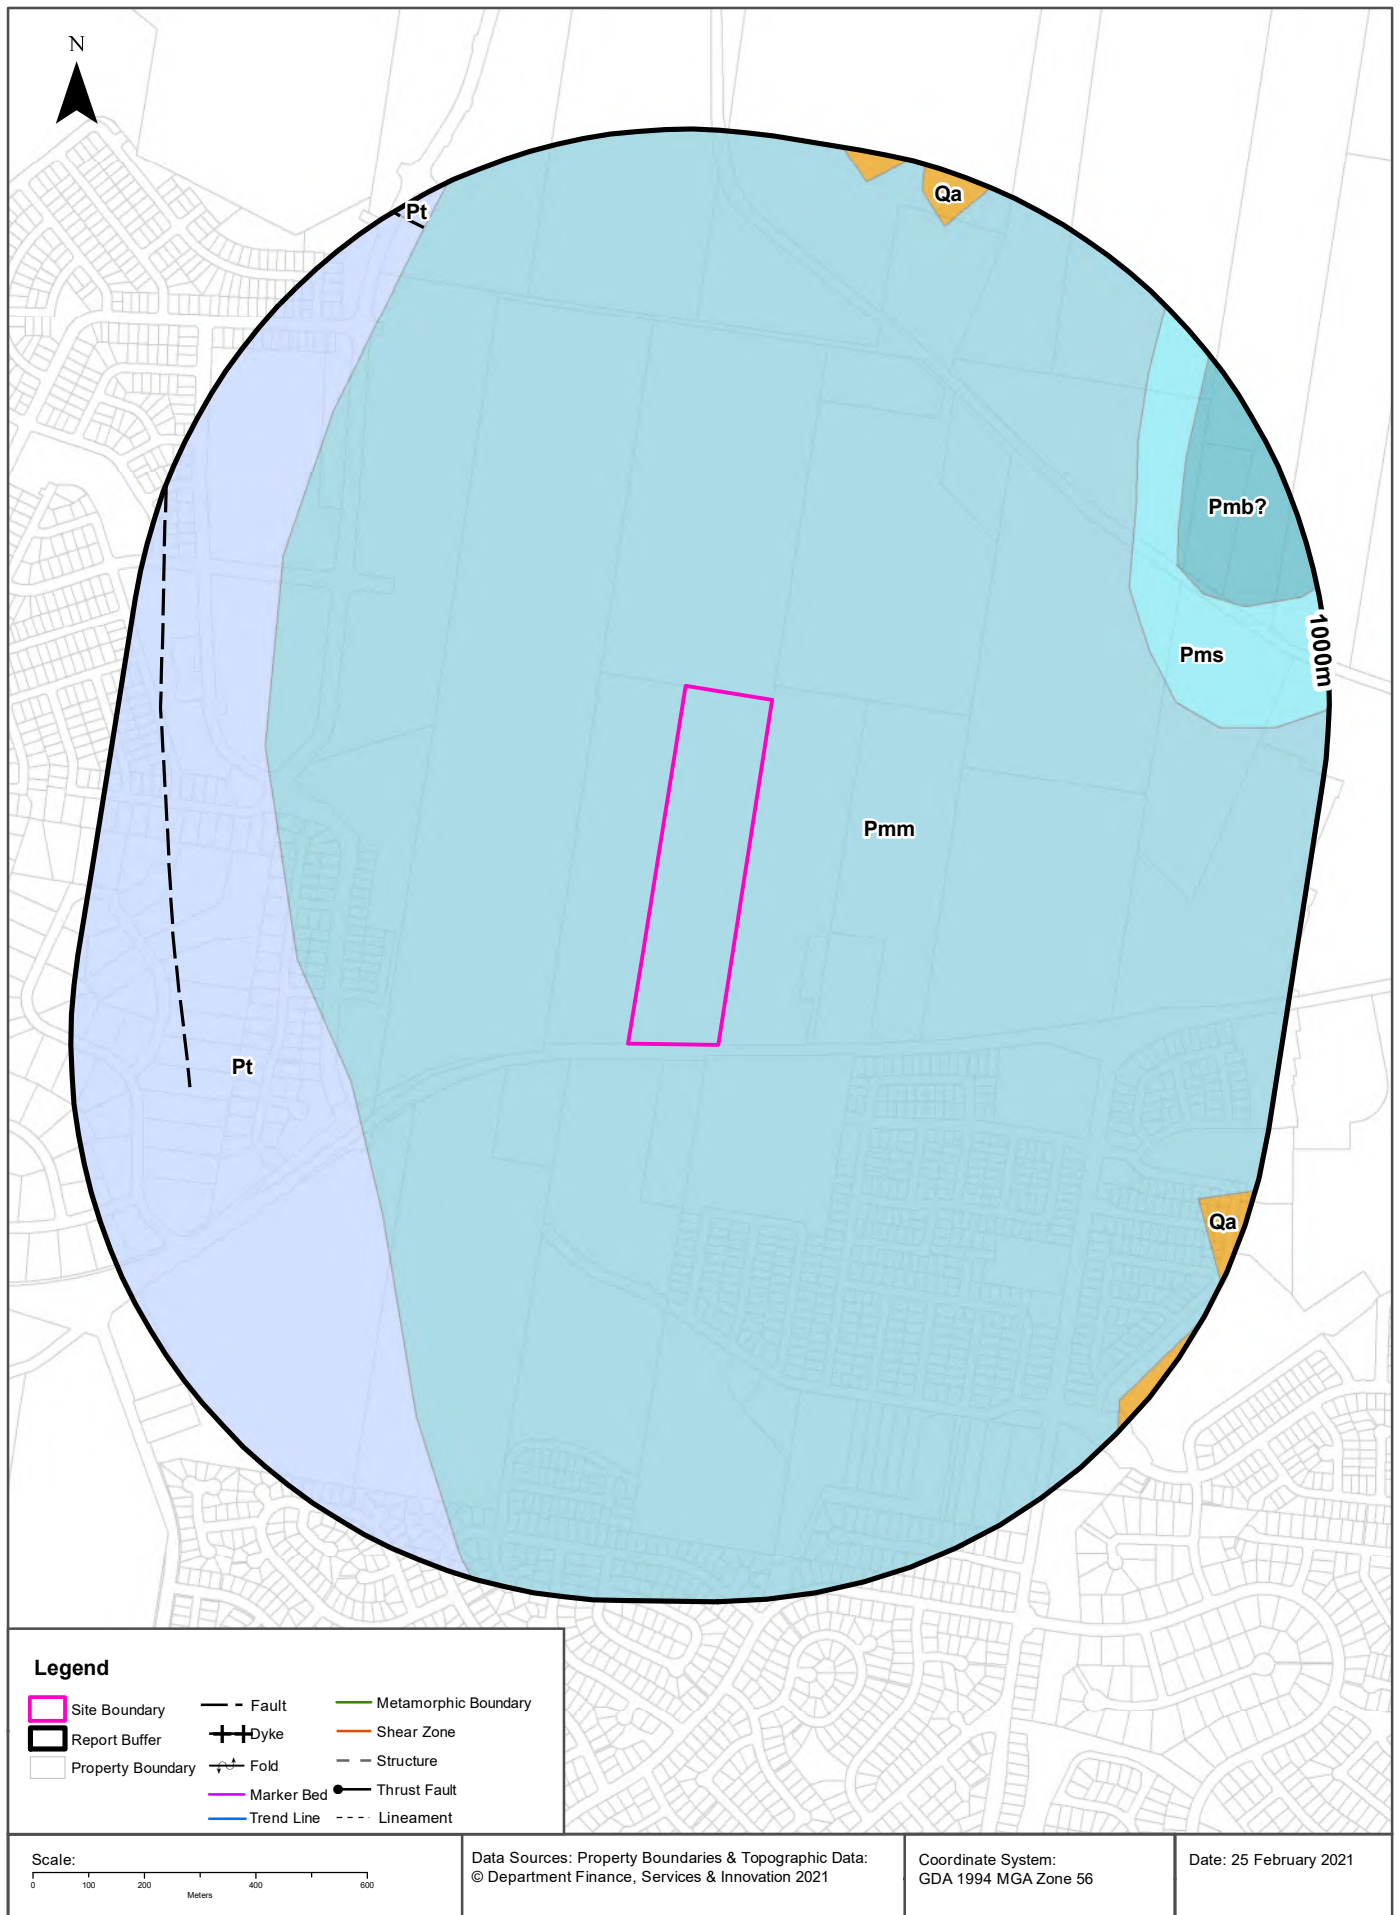 N
Pt
Qa
Pmb?
1000m
Pms
Pmm
Pt
Qa
Legend
Site Boundary
Report Buffer
Property Boundary
Fault
Dyke
Fold
Marker Bed
Trend Line
Metamorphic Boundary
Shear Zone
Structure
Thrust Fault
Lineament
Scale:
0 100 200 400 600
Meters
Data Sources: Property Boundaries & Topographic Data:
© Department Finance, Services & Innovation 2021
Coordinate System:
GDA 1994 MGA Zone 56
Date: 25 February 2021